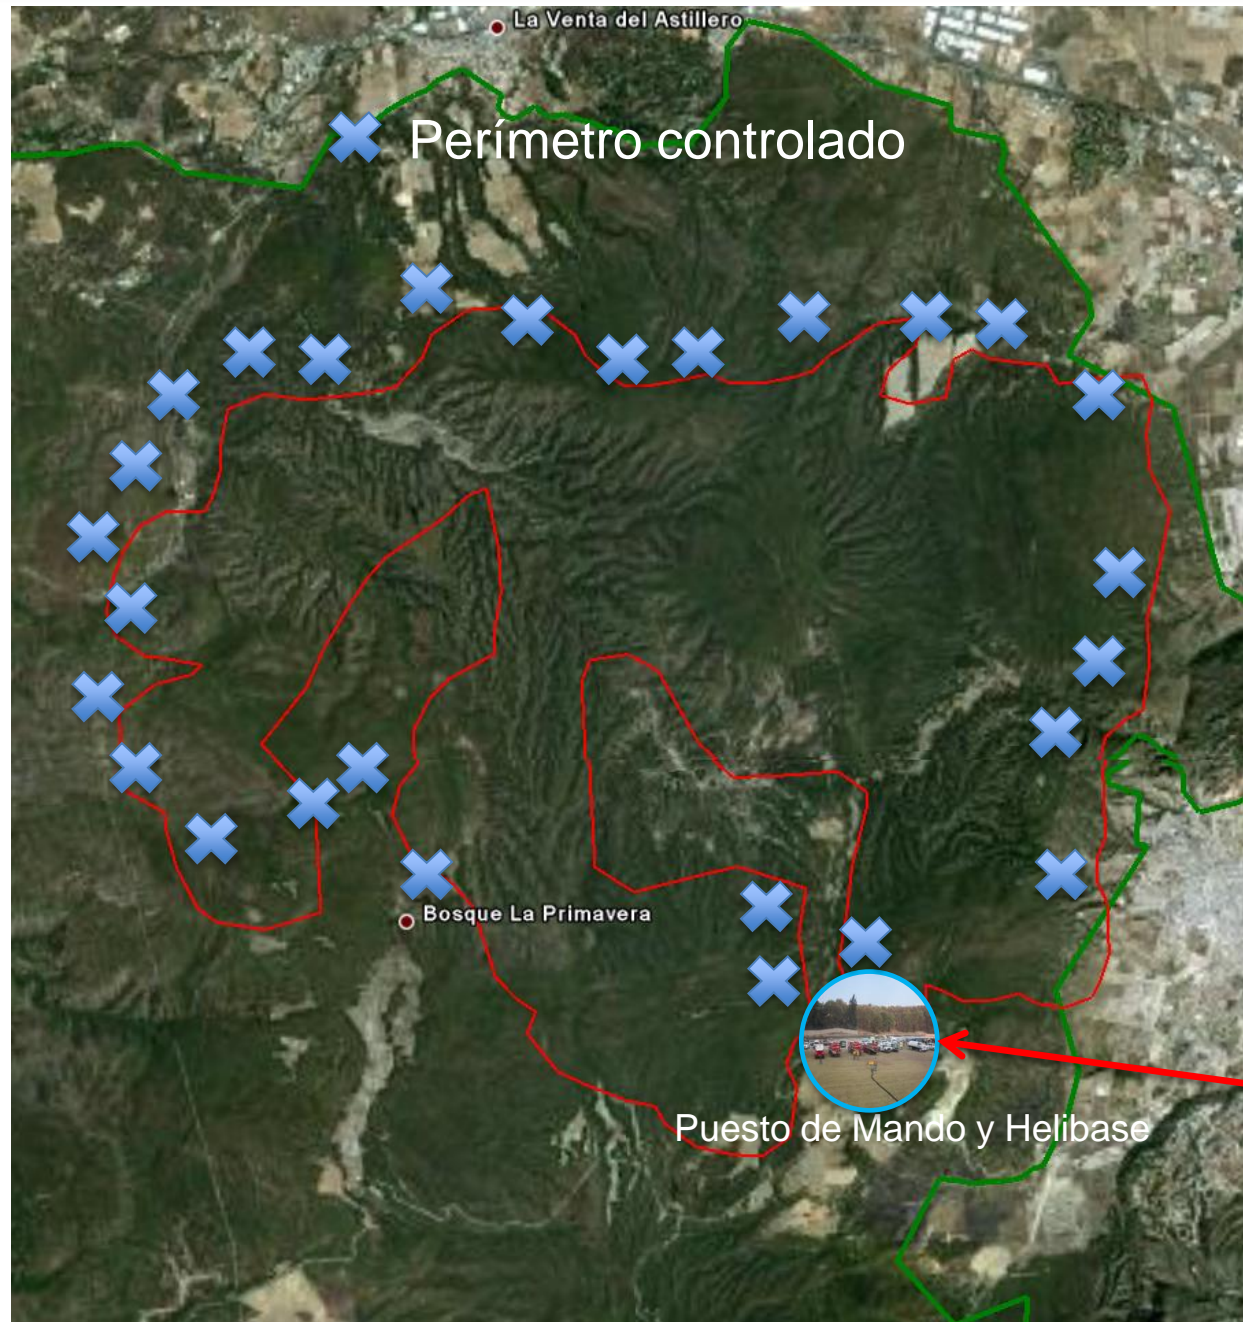 La Venta del Astillero
Perímetro controlado
Bosque La Primavera
Puesto de Mando y Helibase